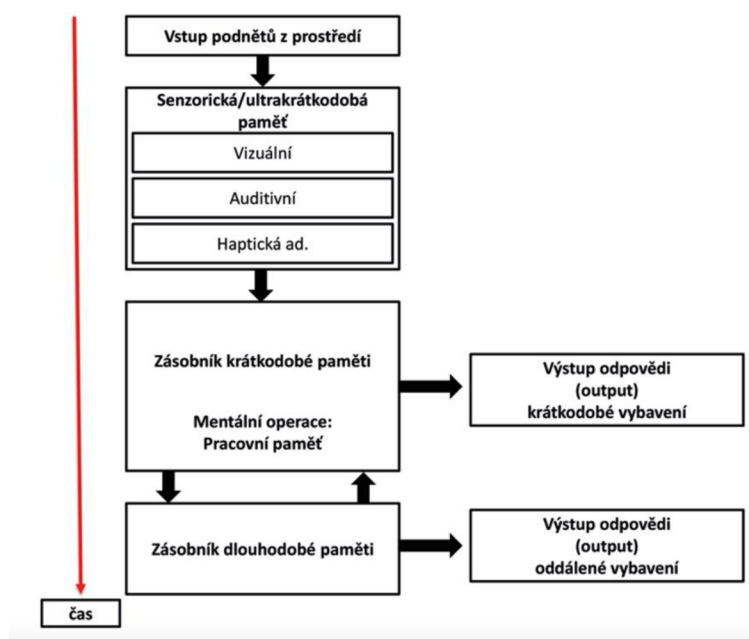 Vstup podnětů z prostředí
Senzorická/ultrakrátkodobá
paměť
Vizuální
Auditivní
Haptická ad.
Zásobník krátkodobé paměti
Mentální operace:
Pracovní paměť
Výstup odpovědi
(output)
krátkodobé vybavení
Zásobník dlouhodobé paměti
Výstup odpovědi
(output)
oddálené vybavení
čas